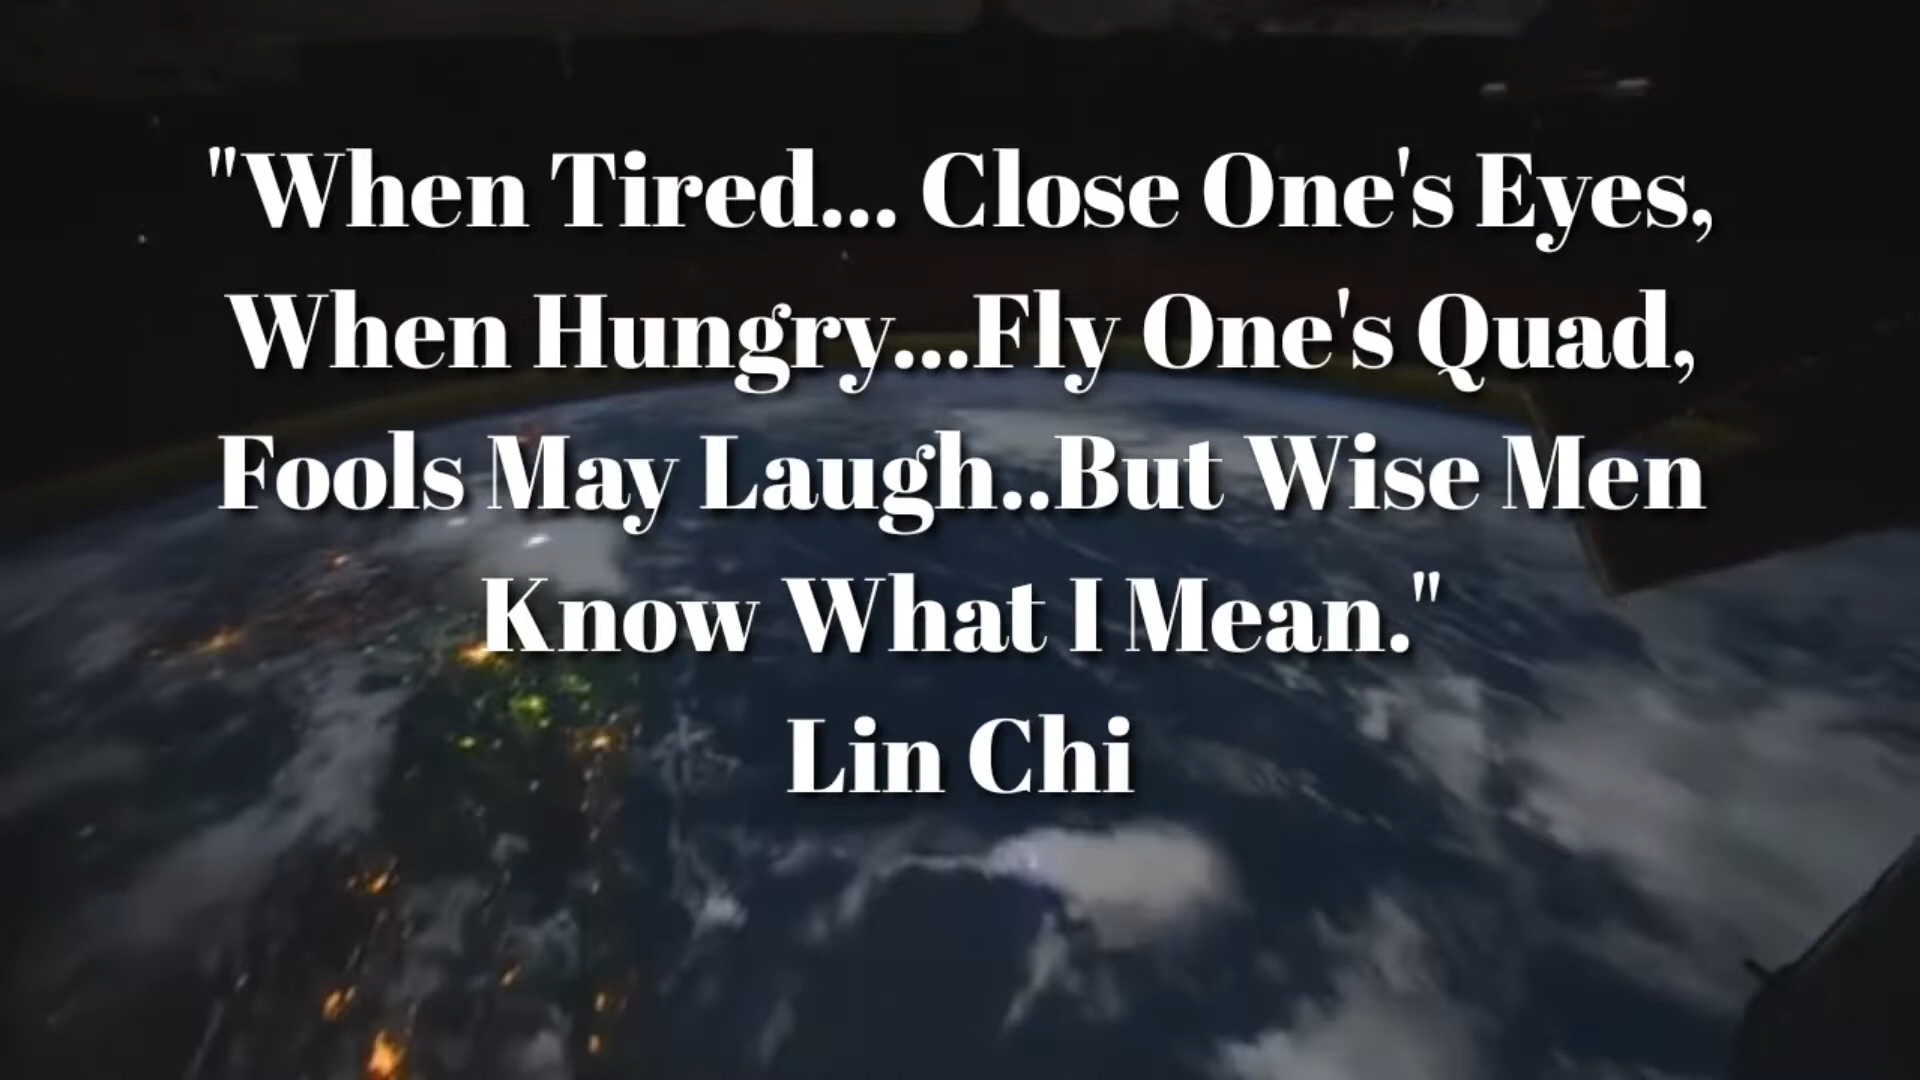 "When Tired... Close One's Eyes,
When Hungry...Fly One's Quad,
Fools May Laugh..But Wise Men
Know What I Mean."
Lin Chi